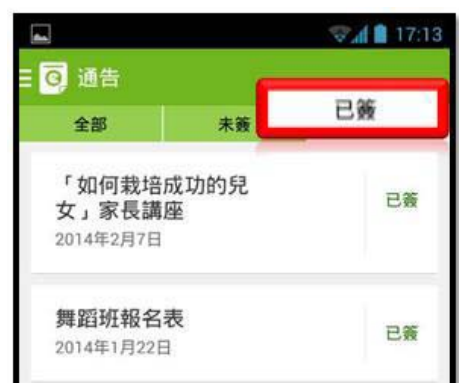 17:13
通告
全部
未簽
已簽
「如何栽培成功的兒
女」家長講座
已簽
2014年2月7日
舞蹈班報名表
已簽
2014年1月22日